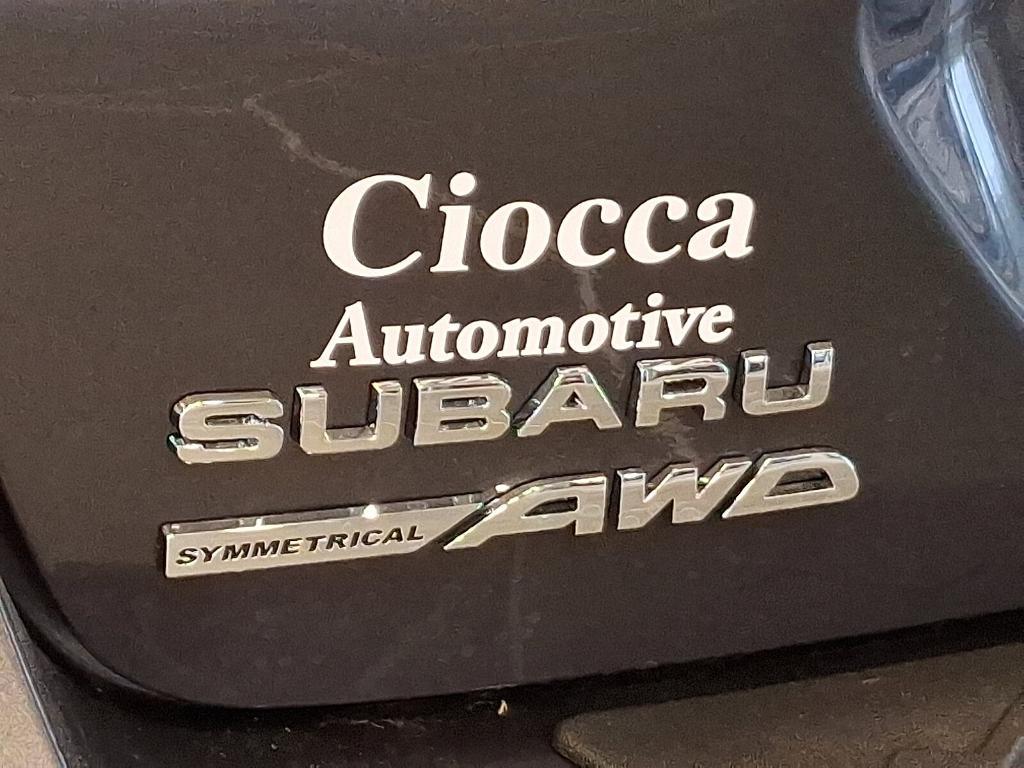 Ciocca
Automotive
SUBARU
SYMMETRICAL AWD